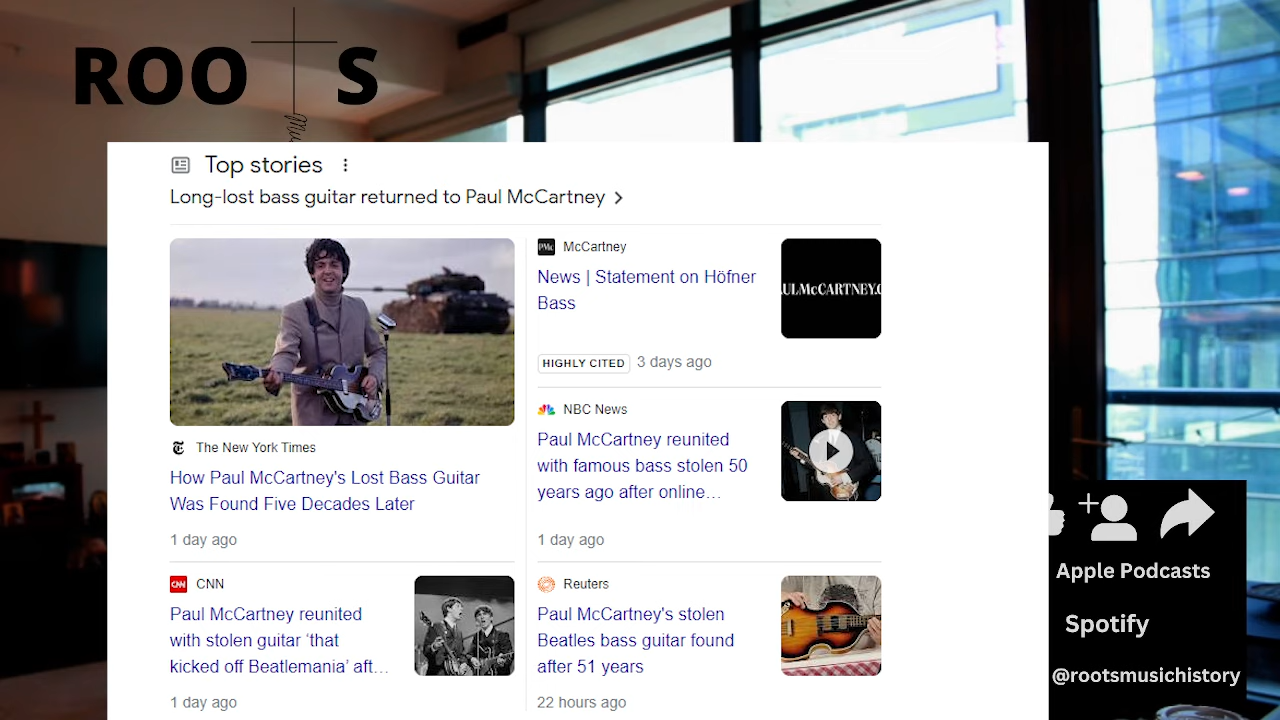 ROOTS
Top stories
Long-lost bass guitar returned to Paul McCartney
The New York Times
How Paul McCartney's Lost Bass Guitar
Was Found Five Decades Later
1 day ago
CNN
CNN
Paul McCartney reunited
with stolen guitar ‘that
kicked off Beatlemania’ aft...
1 day ago
PMc
McCartney
News | Statement on Höfner
Bass
HIGHLY CITED
3 days ago
AULMcCARTNEY.C
NBC News
Paul McCartney reunited
with famous bass stolen 50
years ago after online...
1 day ago
Reuters
Paul McCartney's stolen
Beatles bass guitar found
after 51 years
22 hours ago
Apple Podcasts
Spotify
@rootsmusichistory